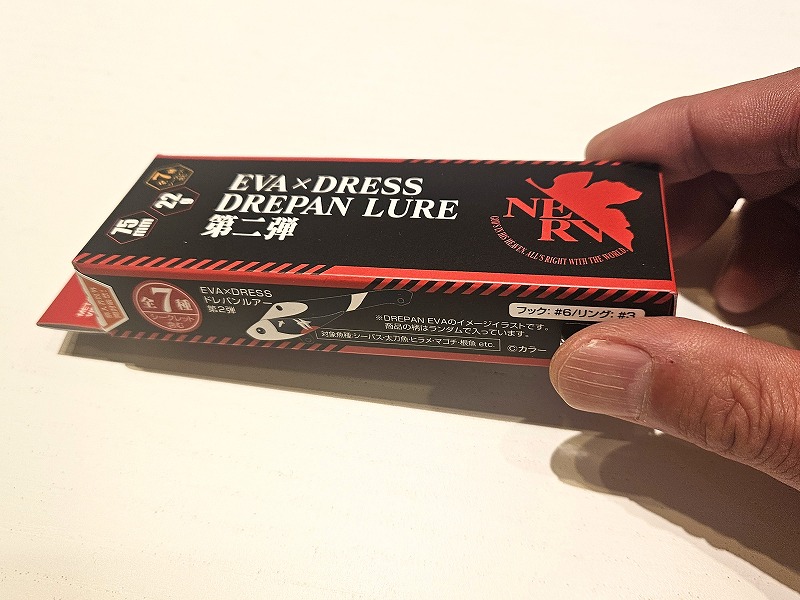 全7種
22g
75mm
EVA×DRESS
DREPAN LURE
第二弾
NERV
GOD'S IN HIS HEAVEN. ALL'S RIGHT WITH THE WORLD.
全7種
シークレット
含む
EVA×DRESS
ドレパンルアー
第2弾
※DREPAN EVAのイメージイラストです。
商品の柄はランダムで入っています。
対象魚種:シーバス・太刀魚・ヒラメ・マゴチ・根魚 etc.
フック: #6/リング: #3
©カラー